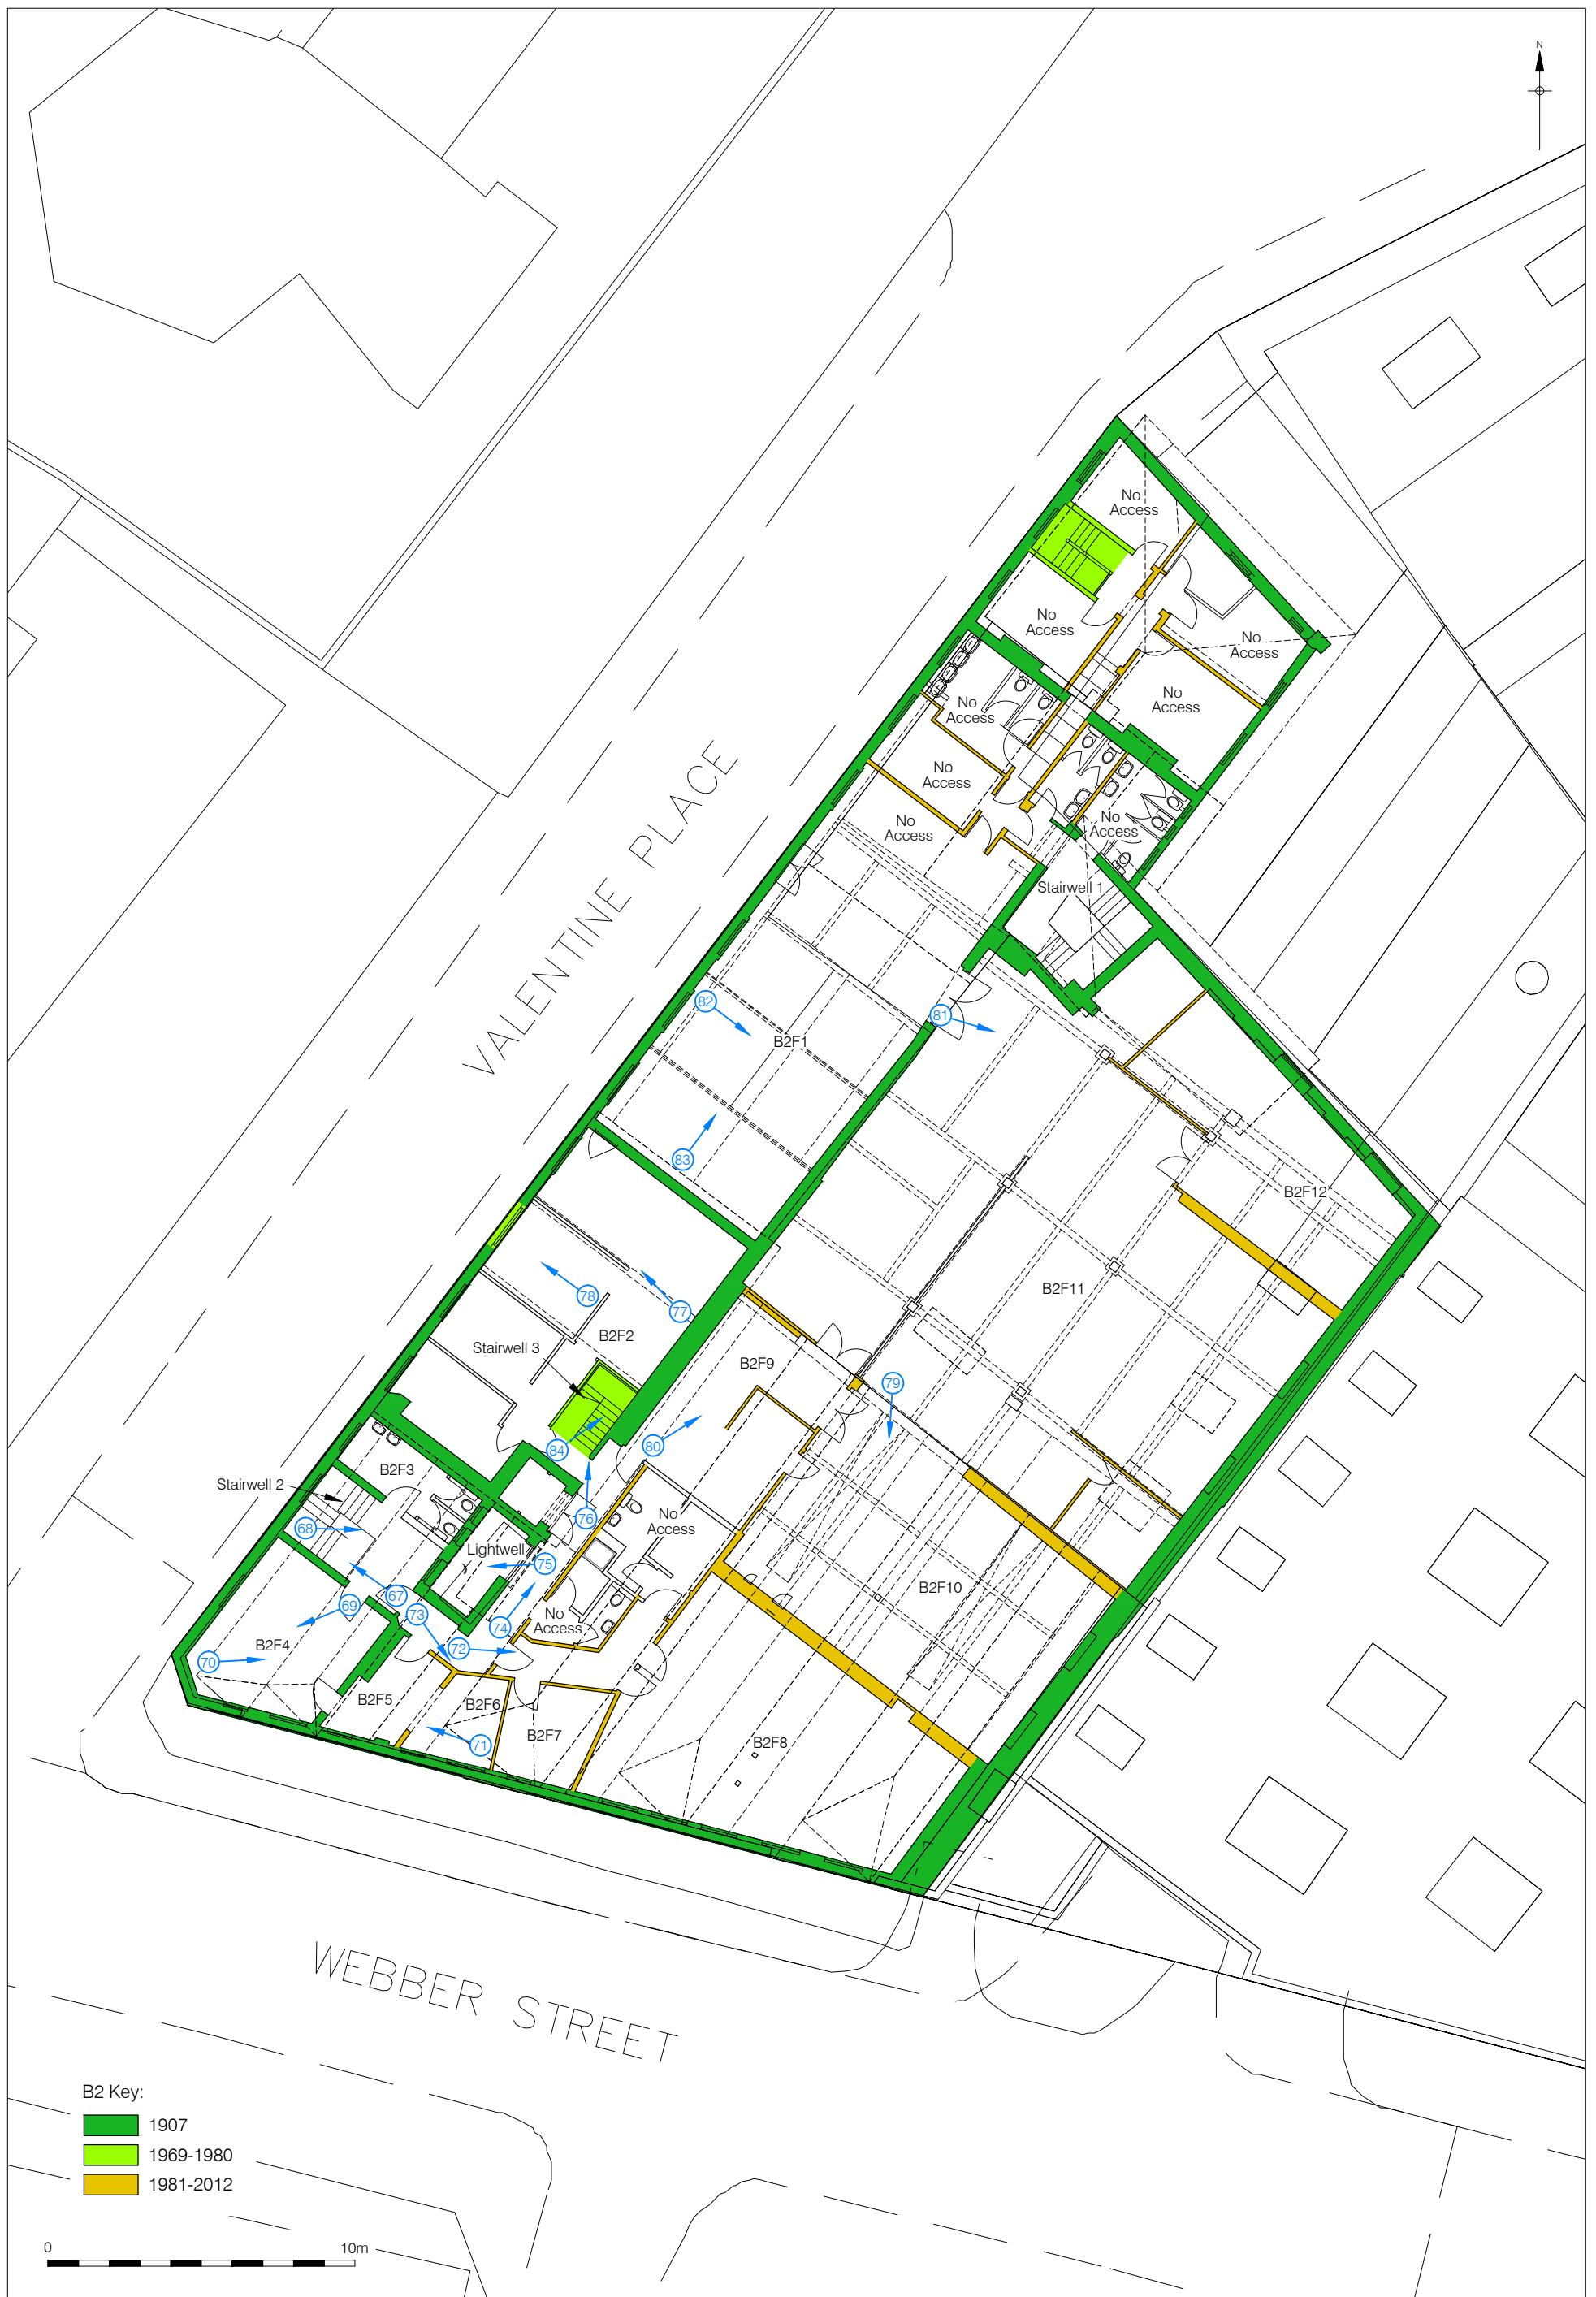 N
No
Access
No
Access
No
Access
No
Access
No
Access
No
Access
No
Access
No
Access
Stairwell 1
VALENTINE PLACE
82
81
B2F1
83
B2F12
78
77
B2F11
B2F2
Stairwell 3
B2F9
79
84
80
B2F3
Stairwell 2
No
Access
76
68
Lightwell
75
67
B2F10
69
73
74
No
Access
72
B2F4
70
B2F5
B2F6
B2F7
71
B2F8
WEBBER STREET
B2 Key:
1907
1969-1980
1981-2012
0 10m